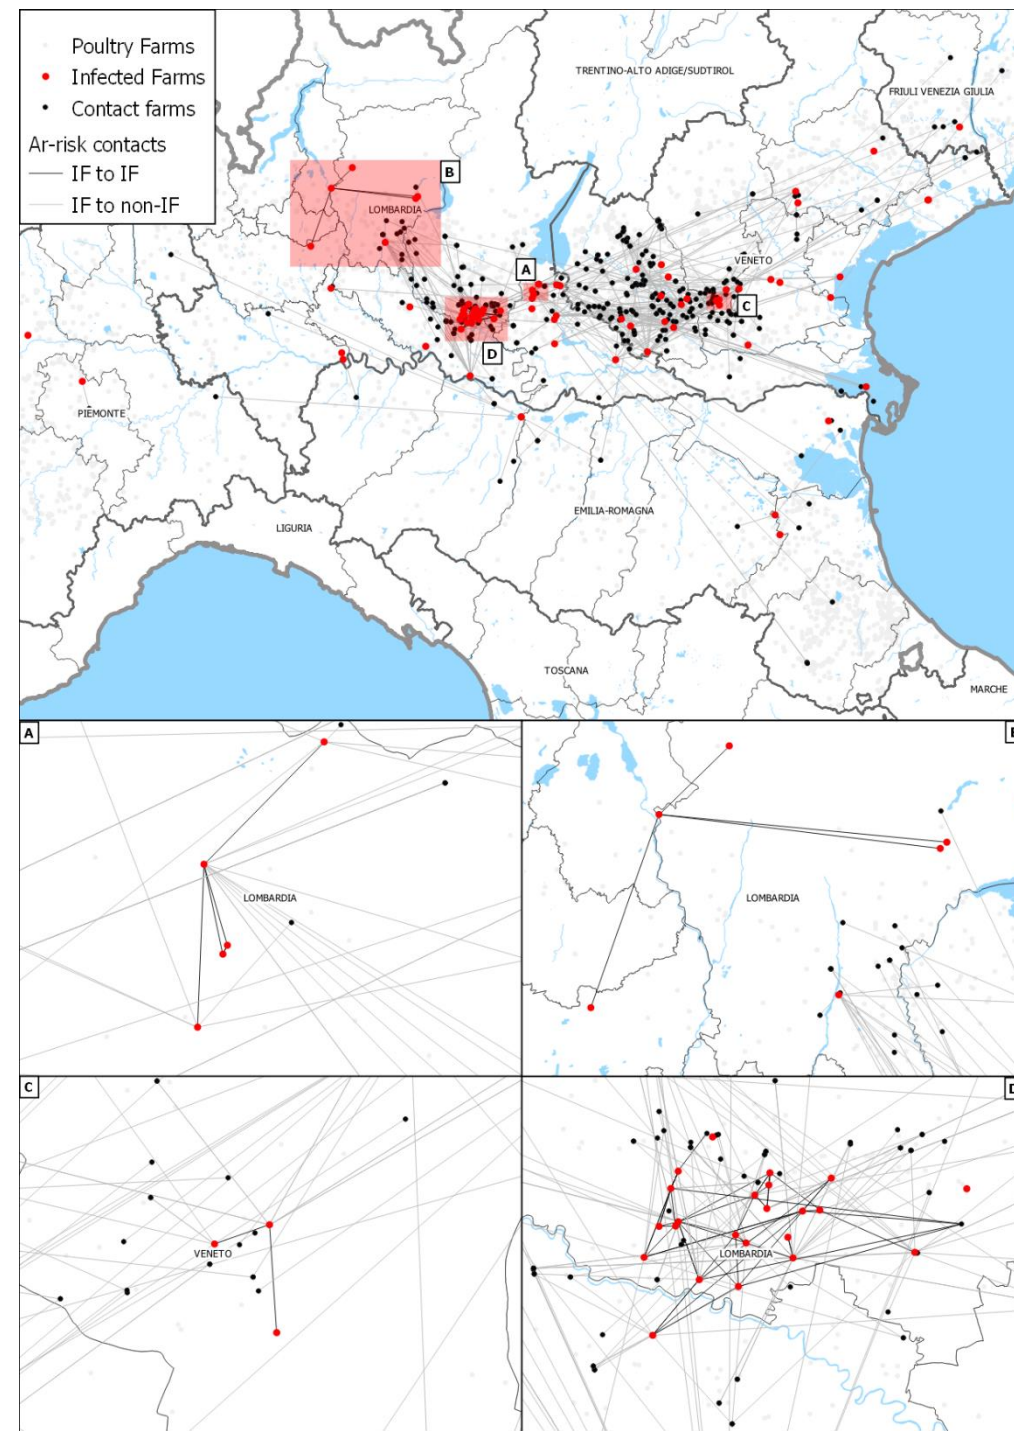 Poultry Farms
Infected Farms
Contact farms
Ar-risk contacts
IF to IF
IF to non-IF
TRENTINO-ALTO ADIGE/SUDTIROL
FRIULI VENEZIA GIULIA
B
LOMBARDIA
A
VENETO
C
D
PIEMONTE
LIGURIA
EMILIA-ROMAGNA
TOSCANA
MARCHE
A
LOMBARDIA
B
LOMBARDIA
C
VENETO
D
LOMBARDIA